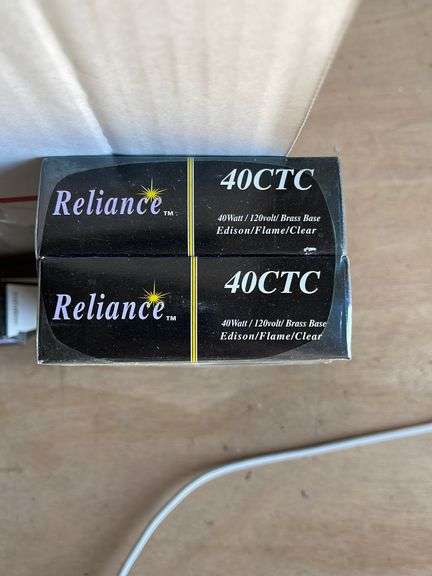 Reliance™
40CTC
40Watt / 120volt/ Brass Base
Edison/Flame/Clear
Reliance™
40CTC
40Watt / 120volt/ Brass Base
Edison/Flame/Clear